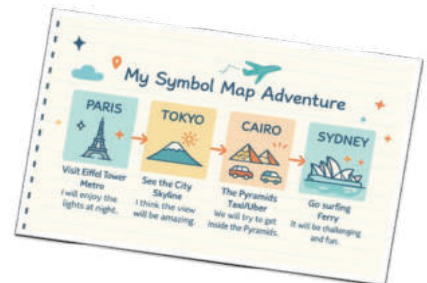 My Symbol Map Adventure
PARIS
Visit Eiffel Tower
Metro
I will enjoy the
lights at night.
TOKYO
See the City
Skyline
I think the view
will be amazing.
CAIRO
The Pyramids
Taxi/Uber
We will try to get
inside the Pyramids.
SYDNEY
Go surfing
Ferry
It will be challenging
and fun.